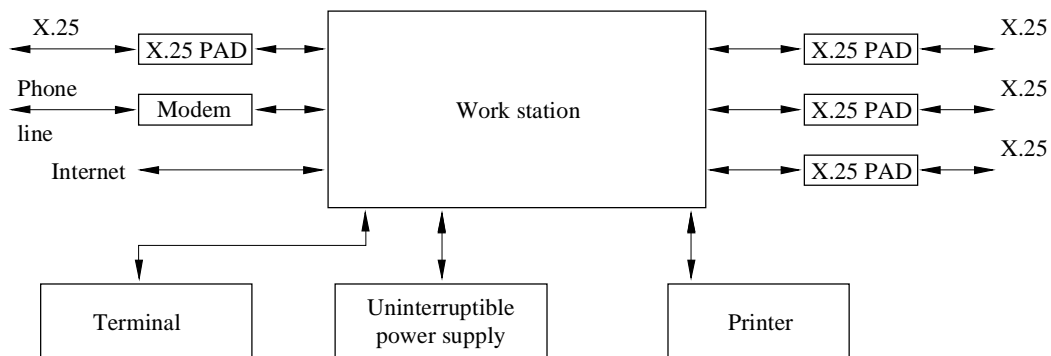 X.25
X.25 PAD
X.25 PAD
X.25
Phone
line
Modem
Work station
X.25 PAD
X.25
Internet
X.25 PAD
X.25
Terminal
Uninterruptible
power supply
Printer